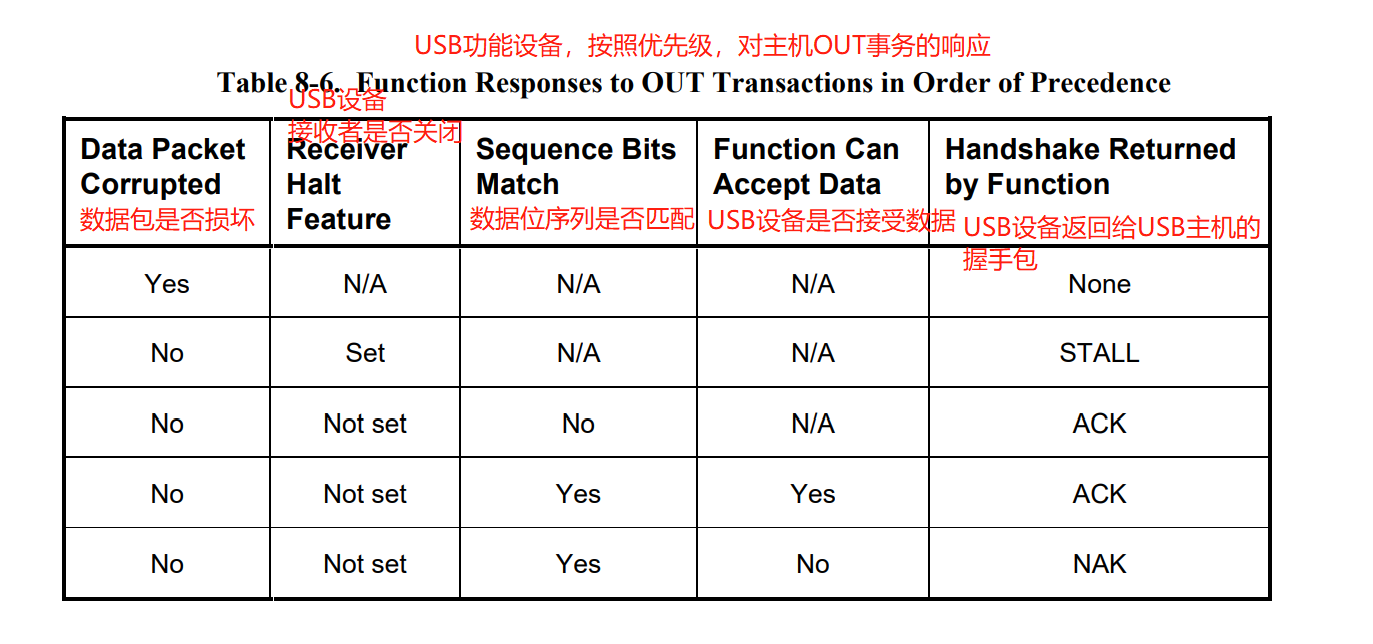 USB功能设备，按照优先级，对主机OUT事务的响应
Table 8-6. Function Responses to OUT Transactions in Order of Precedence
USB设备
接收者是否关闭
Data Packet
Corrupted
数据包是否损坏
Receiver
Halt
Feature
Sequence Bits
Match
数据位序列是否匹配
Function Can
Accept Data
USB设备是否接受数据
Handshake Returned
by Function
USB设备返回给USB主机的
握手包
Yes N/A N/A N/A None
No Set N/A N/A STALL
No Not set No N/A ACK
No Not set Yes Yes ACK
No Not set Yes No NAK